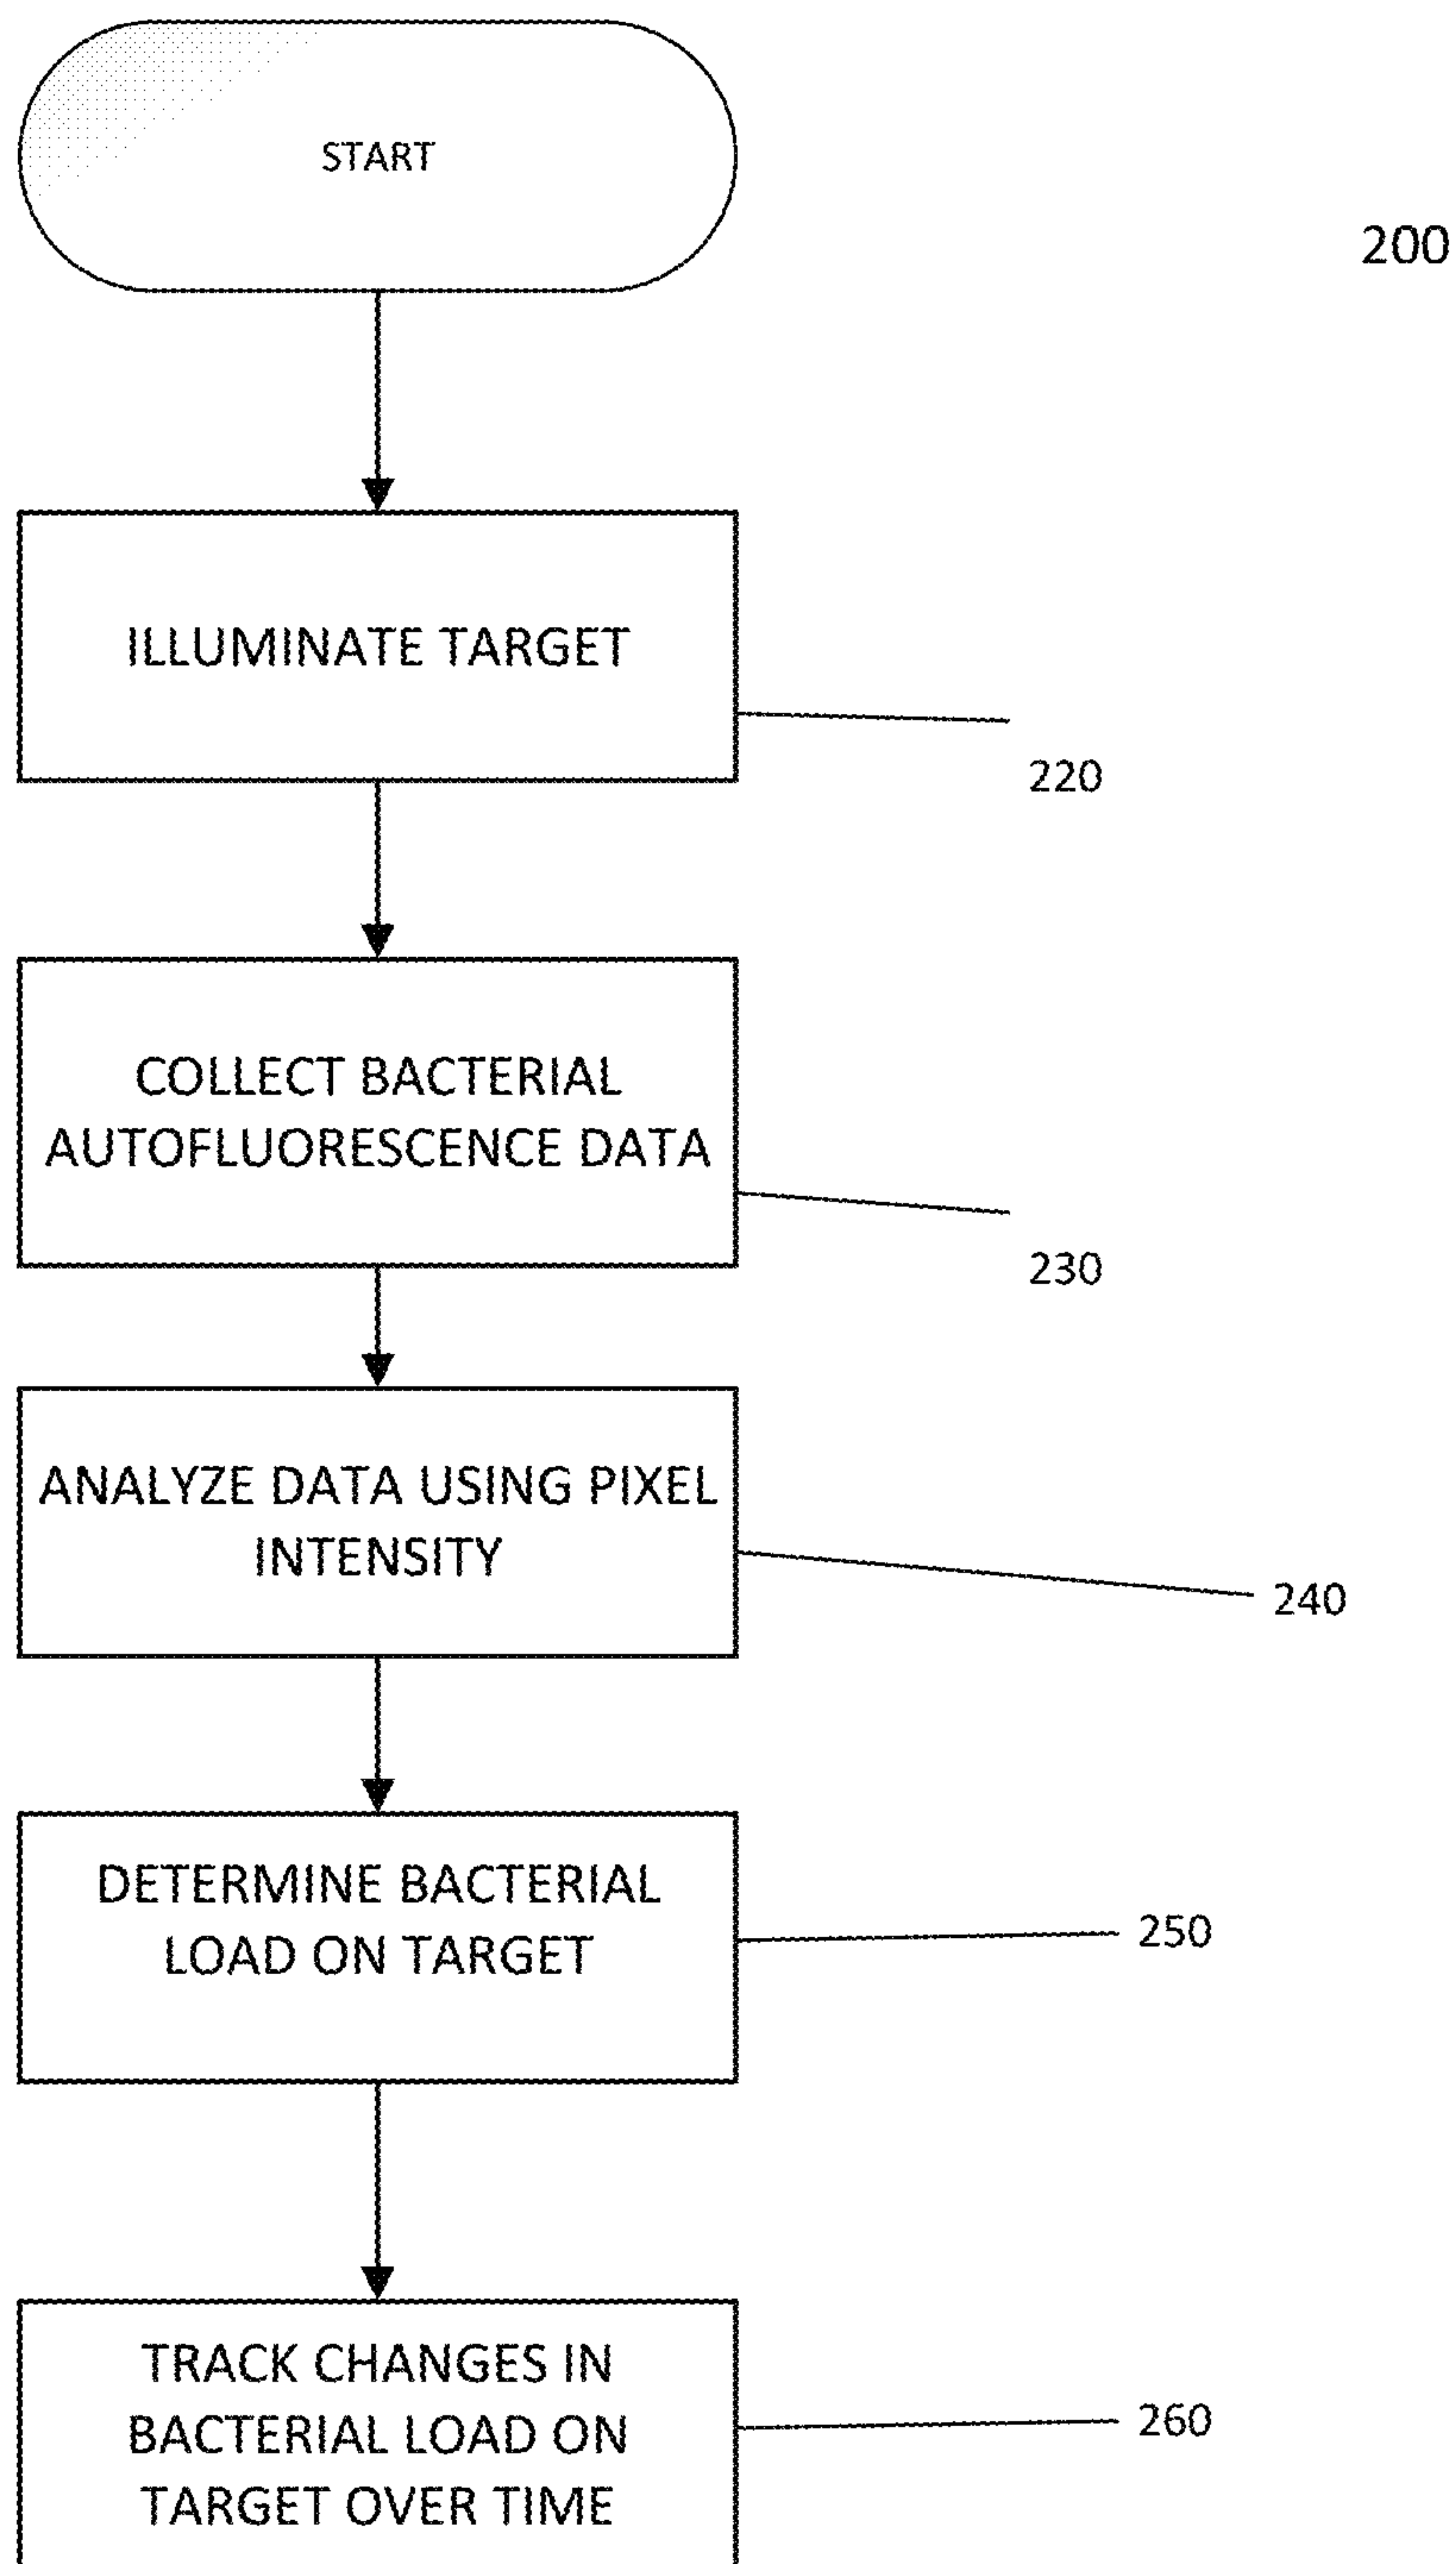 START
200
ILLUMINATE TARGET
220
COLLECT BACTERIAL
AUTOFLUORESCENCE DATA
230
ANALYZE DATA USING PIXEL
INTENSITY
240
DETERMINE BACTERIAL
LOAD ON TARGET
250
TRACK CHANGES IN
BACTERIAL LOAD ON
TARGET OVER TIME
260